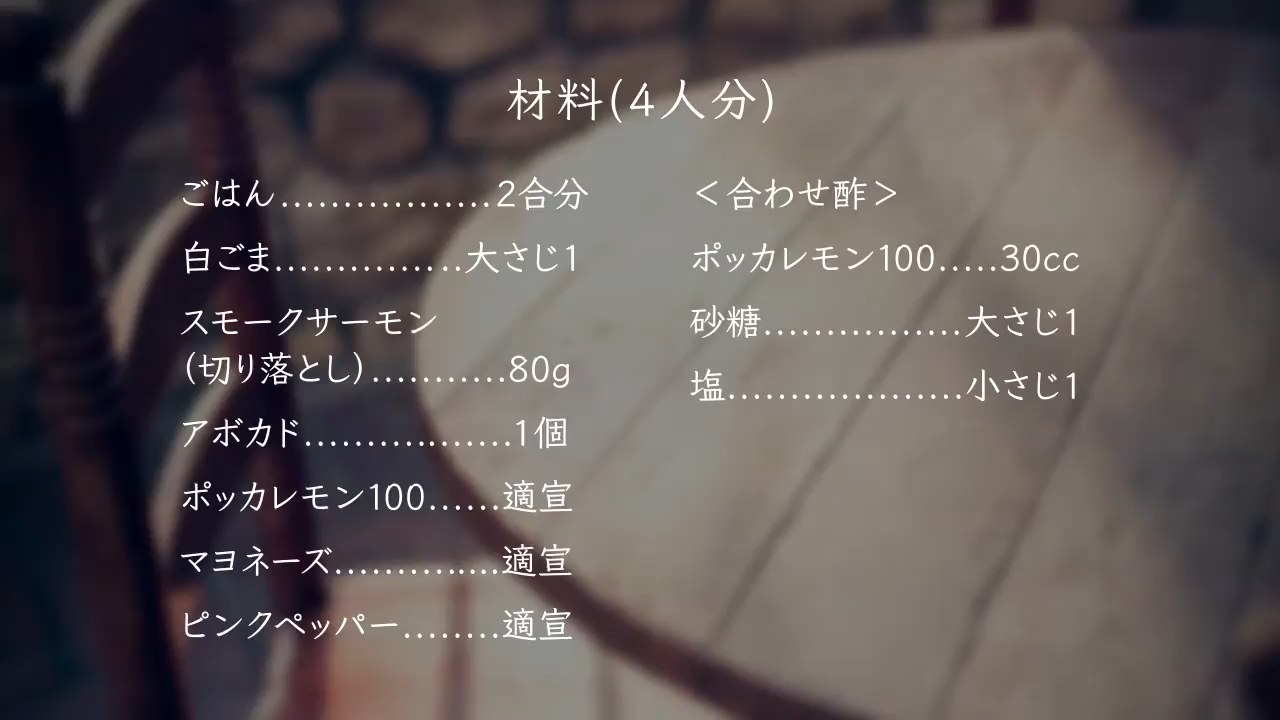 材料(4人分)
ごはん.................2合分
白ごま...............大さじ1
スモークサーモン
(切り落とし)...........80g
アボカド.................1個
ポッカレモン100......適宣
マヨネーズ.............適宣
ピンクペッパー........適宣
＜合わせ酢＞
ポッカレモン100.....30cc
砂糖................大さじ1
塩...................小さじ1